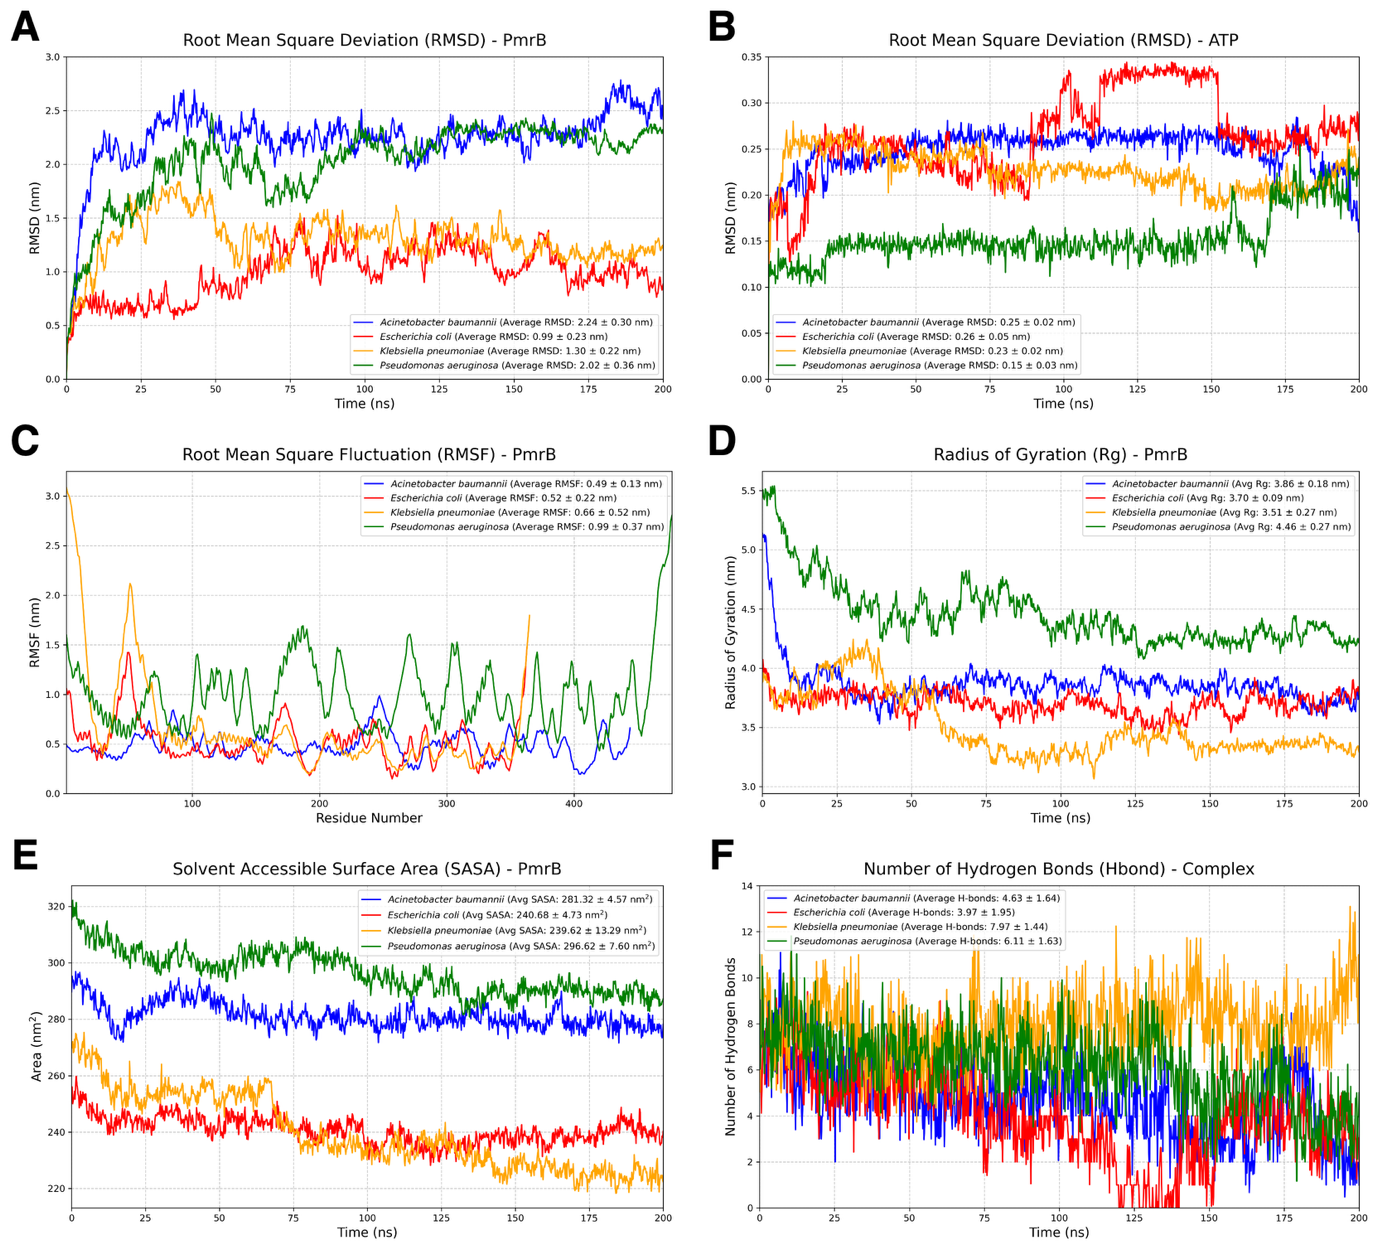 A
Root Mean Square Deviation (RMSD) - PmrB
RMSD (nm)
3.0
2.5
2.0
1.5
1.0
0.5
0.0
Acinetobacter baumannii (Average RMSD: 2.24 ± 0.30 nm)
Escherichia coli (Average RMSD: 0.99 ± 0.23 nm)
Klebsiella pneumoniae (Average RMSD: 1.30 ± 0.22 nm)
Pseudomonas aeruginosa (Average RMSD: 2.02 ± 0.36 nm)
0 25 50 75 100 125 150 175 200
Time (ns)
B
Root Mean Square Deviation (RMSD) - ATP
RMSD (nm)
0.35
0.30
0.25
0.20
0.15
0.10
0.05
0.00
Acinetobacter baumannii (Average RMSD: 0.25 ± 0.02 nm)
Escherichia coli (Average RMSD: 0.26 ± 0.05 nm)
Klebsiella pneumoniae (Average RMSD: 0.23 ± 0.02 nm)
Pseudomonas aeruginosa (Average RMSD: 0.15 ± 0.03 nm)
0 25 50 75 100 125 150 175 200
Time (ns)
C
Root Mean Square Fluctuation (RMSF) - PmrB
RMSF (nm)
3.0
2.5
2.0
1.5
1.0
0.5
0.0
Acinetobacter baumannii (Average RMSF: 0.49 ± 0.13 nm)
Escherichia coli (Average RMSF: 0.52 ± 0.22 nm)
Klebsiella pneumoniae (Average RMSF: 0.66 ± 0.52 nm)
Pseudomonas aeruginosa (Average RMSF: 0.99 ± 0.37 nm)
100 200 300 400
Residue Number
D
Radius of Gyration (Rg) - PmrB
Radius of Gyration (nm)
5.5
5.0
4.5
4.0
3.5
3.0
Acinetobacter baumannii (Avg Rg: 3.86 ± 0.18 nm)
Escherichia coli (Avg Rg: 3.70 ± 0.09 nm)
Klebsiella pneumoniae (Avg Rg: 3.51 ± 0.27 nm)
Pseudomonas aeruginosa (Avg Rg: 4.46 ± 0.27 nm)
0 25 50 75 100 125 150 175 200
Time (ns)
E
Solvent Accessible Surface Area (SASA) - PmrB
Area (nm²)
320
300
280
260
240
220
Acinetobacter baumannii (Avg SASA: 281.32 ± 4.57 nm²)
Escherichia coli (Avg SASA: 240.68 ± 4.73 nm²)
Klebsiella pneumoniae (Avg SASA: 239.62 ± 13.29 nm²)
Pseudomonas aeruginosa (Avg SASA: 296.62 ± 7.60 nm²)
0 25 50 75 100 125 150 175 200
Time (ns)
F
Number of Hydrogen Bonds (Hbond) - Complex
Number of Hydrogen Bonds
14
12
10
8
6
4
2
0
Acinetobacter baumannii (Average H-bonds: 4.63 ± 1.64)
Escherichia coli (Average H-bonds: 3.97 ± 1.95)
Klebsiella pneumoniae (Average H-bonds: 7.97 ± 1.44)
Pseudomonas aeruginosa (Average H-bonds: 6.11 ± 1.63)
0 25 50 75 100 125 150 175 200
Time (ns)